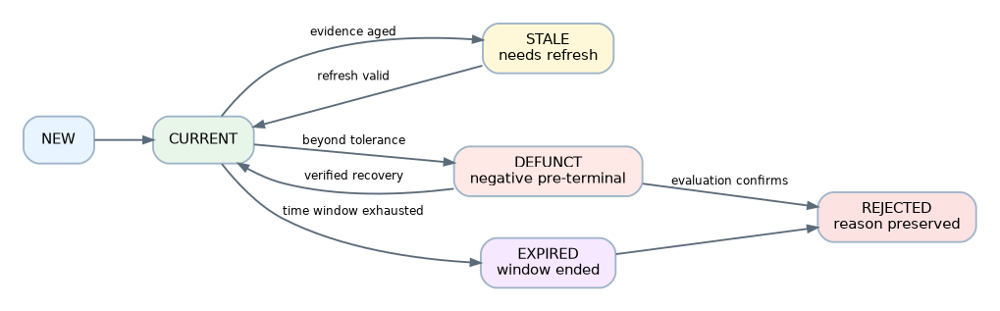 evidence aged
STALE
needs refresh
refresh valid
NEW
CURRENT
beyond tolerance
DEFUNCT
negative pre-terminal
verified recovery
evaluation confirms
time window exhausted
REJECTED
reason preserved
EXPIRED
window ended